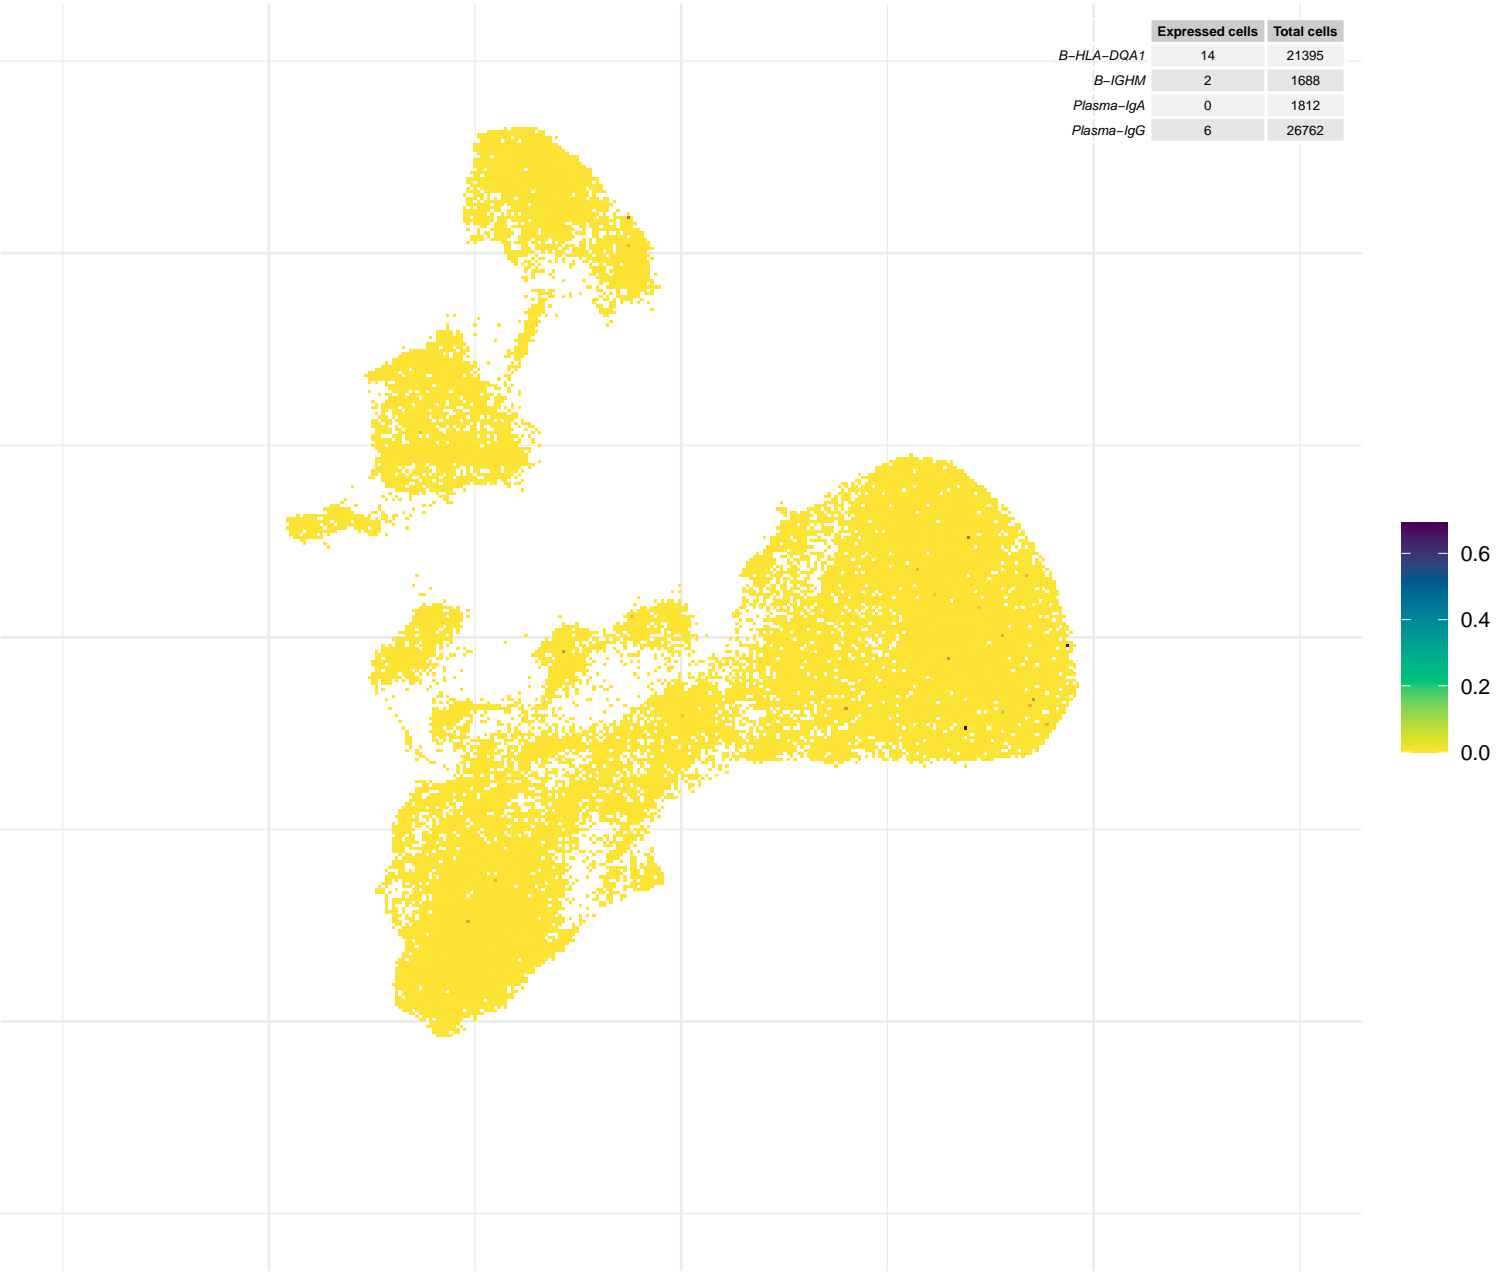 Expressed cells Total cells
B−HLA−DQA1 14 21395
B−IGHM 2 1688
Plasma−IgA 0 1812
Plasma−IgG 6 26762
0.6
0.4
0.2
0.0